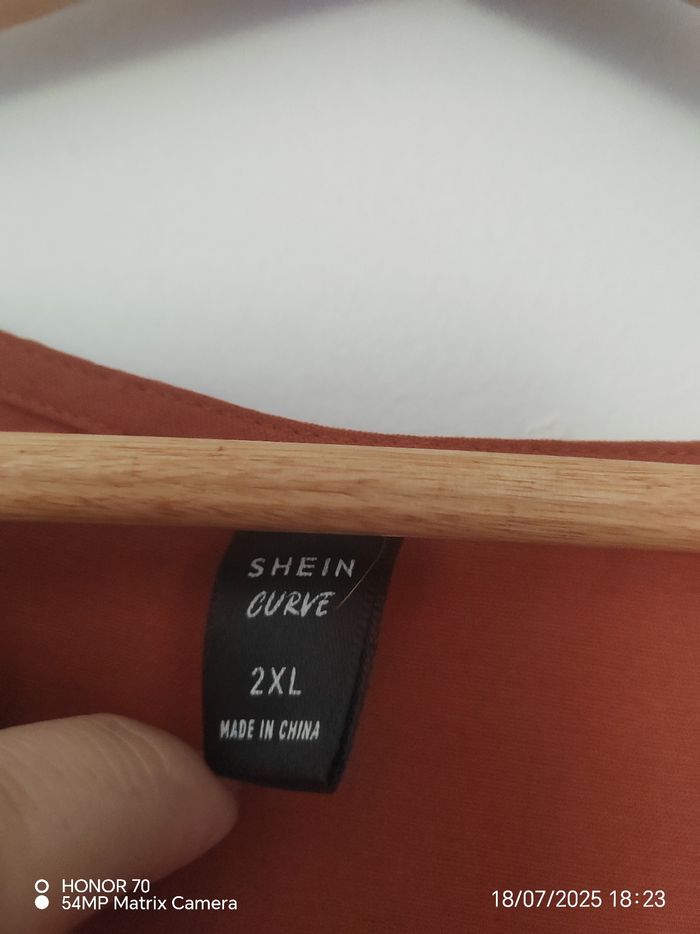 SHEIN
CURVE
2XL
MADE IN CHINA
HONOR 70
54MP Matrix Camera
18/07/2025 18:23